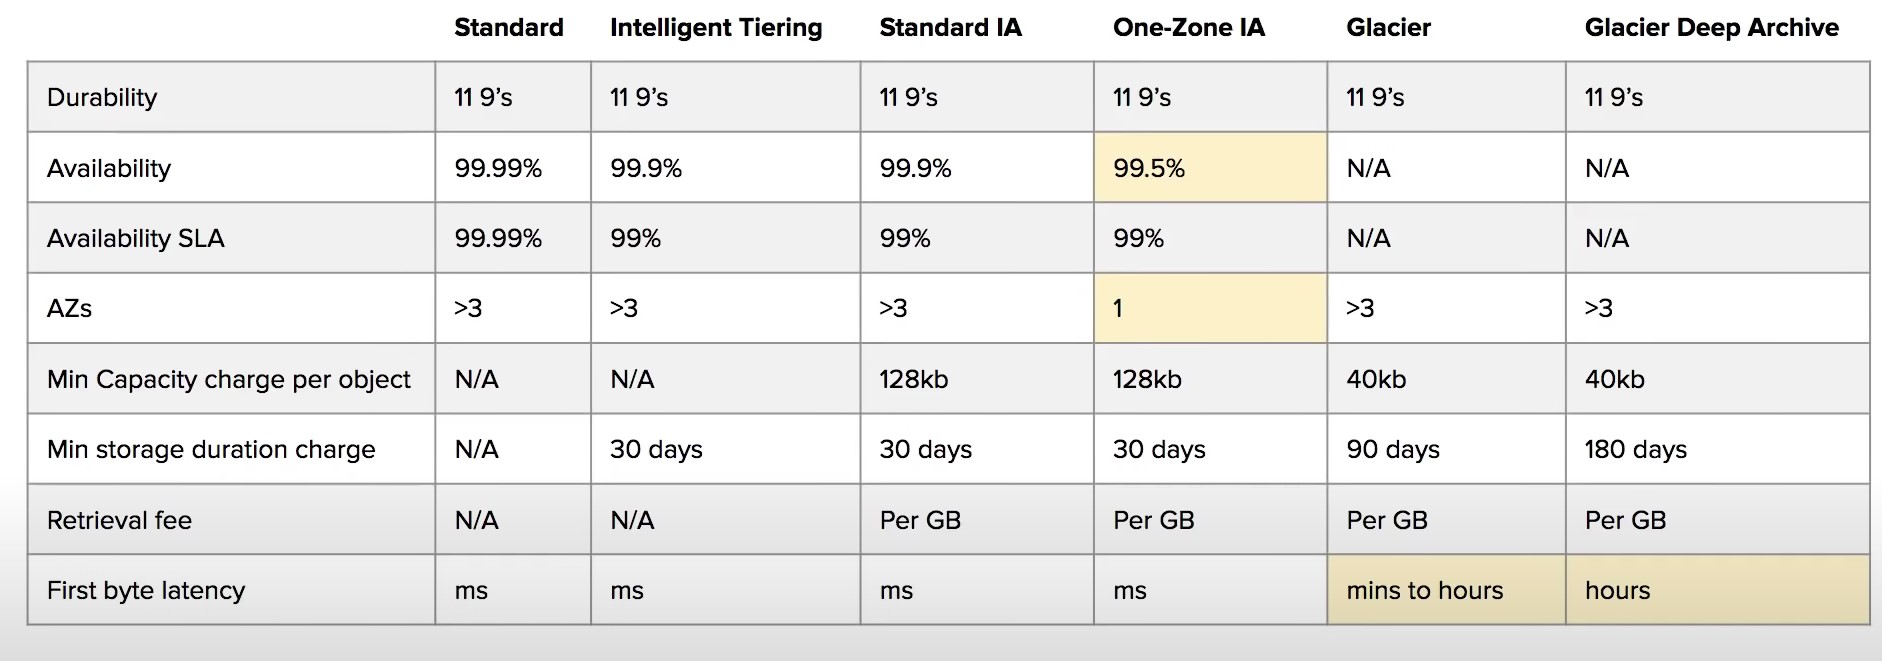 Standard Intelligent Tiering Standard IA One-Zone IA Glacier Glacier Deep Archive
Durability 11 9’s 11 9’s 11 9’s 11 9’s 11 9’s 11 9’s
Availability 99.99% 99.9% 99.9% 99.5% N/A N/A
Availability SLA 99.99% 99% 99% 99% N/A N/A
AZs >3 >3 >3 1 >3 >3
Min Capacity charge per object N/A N/A 128kb 128kb 40kb 40kb
Min storage duration charge N/A 30 days 30 days 30 days 90 days 180 days
Retrieval fee N/A N/A Per GB Per GB Per GB Per GB
First byte latency ms ms ms ms mins to hours hours